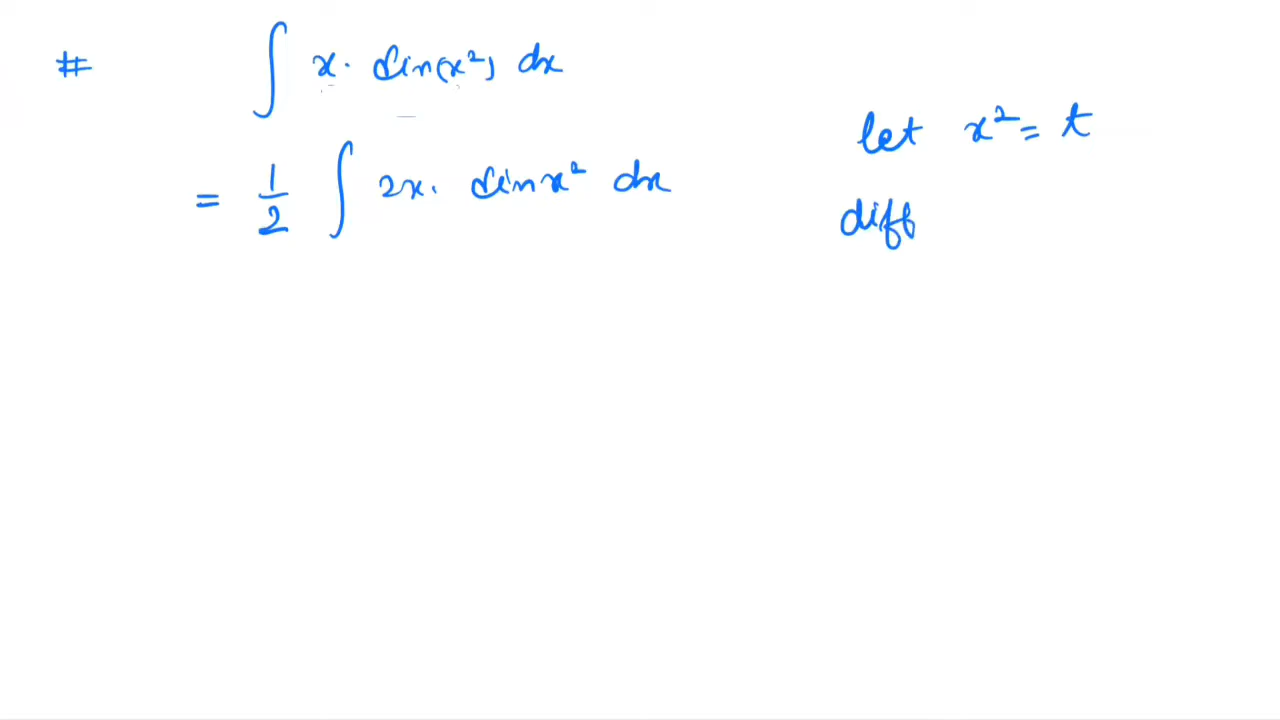 # ∫ x · sin(x²) dx
let x² = t
= 1/2 ∫ 2x · sin x² dx
diff